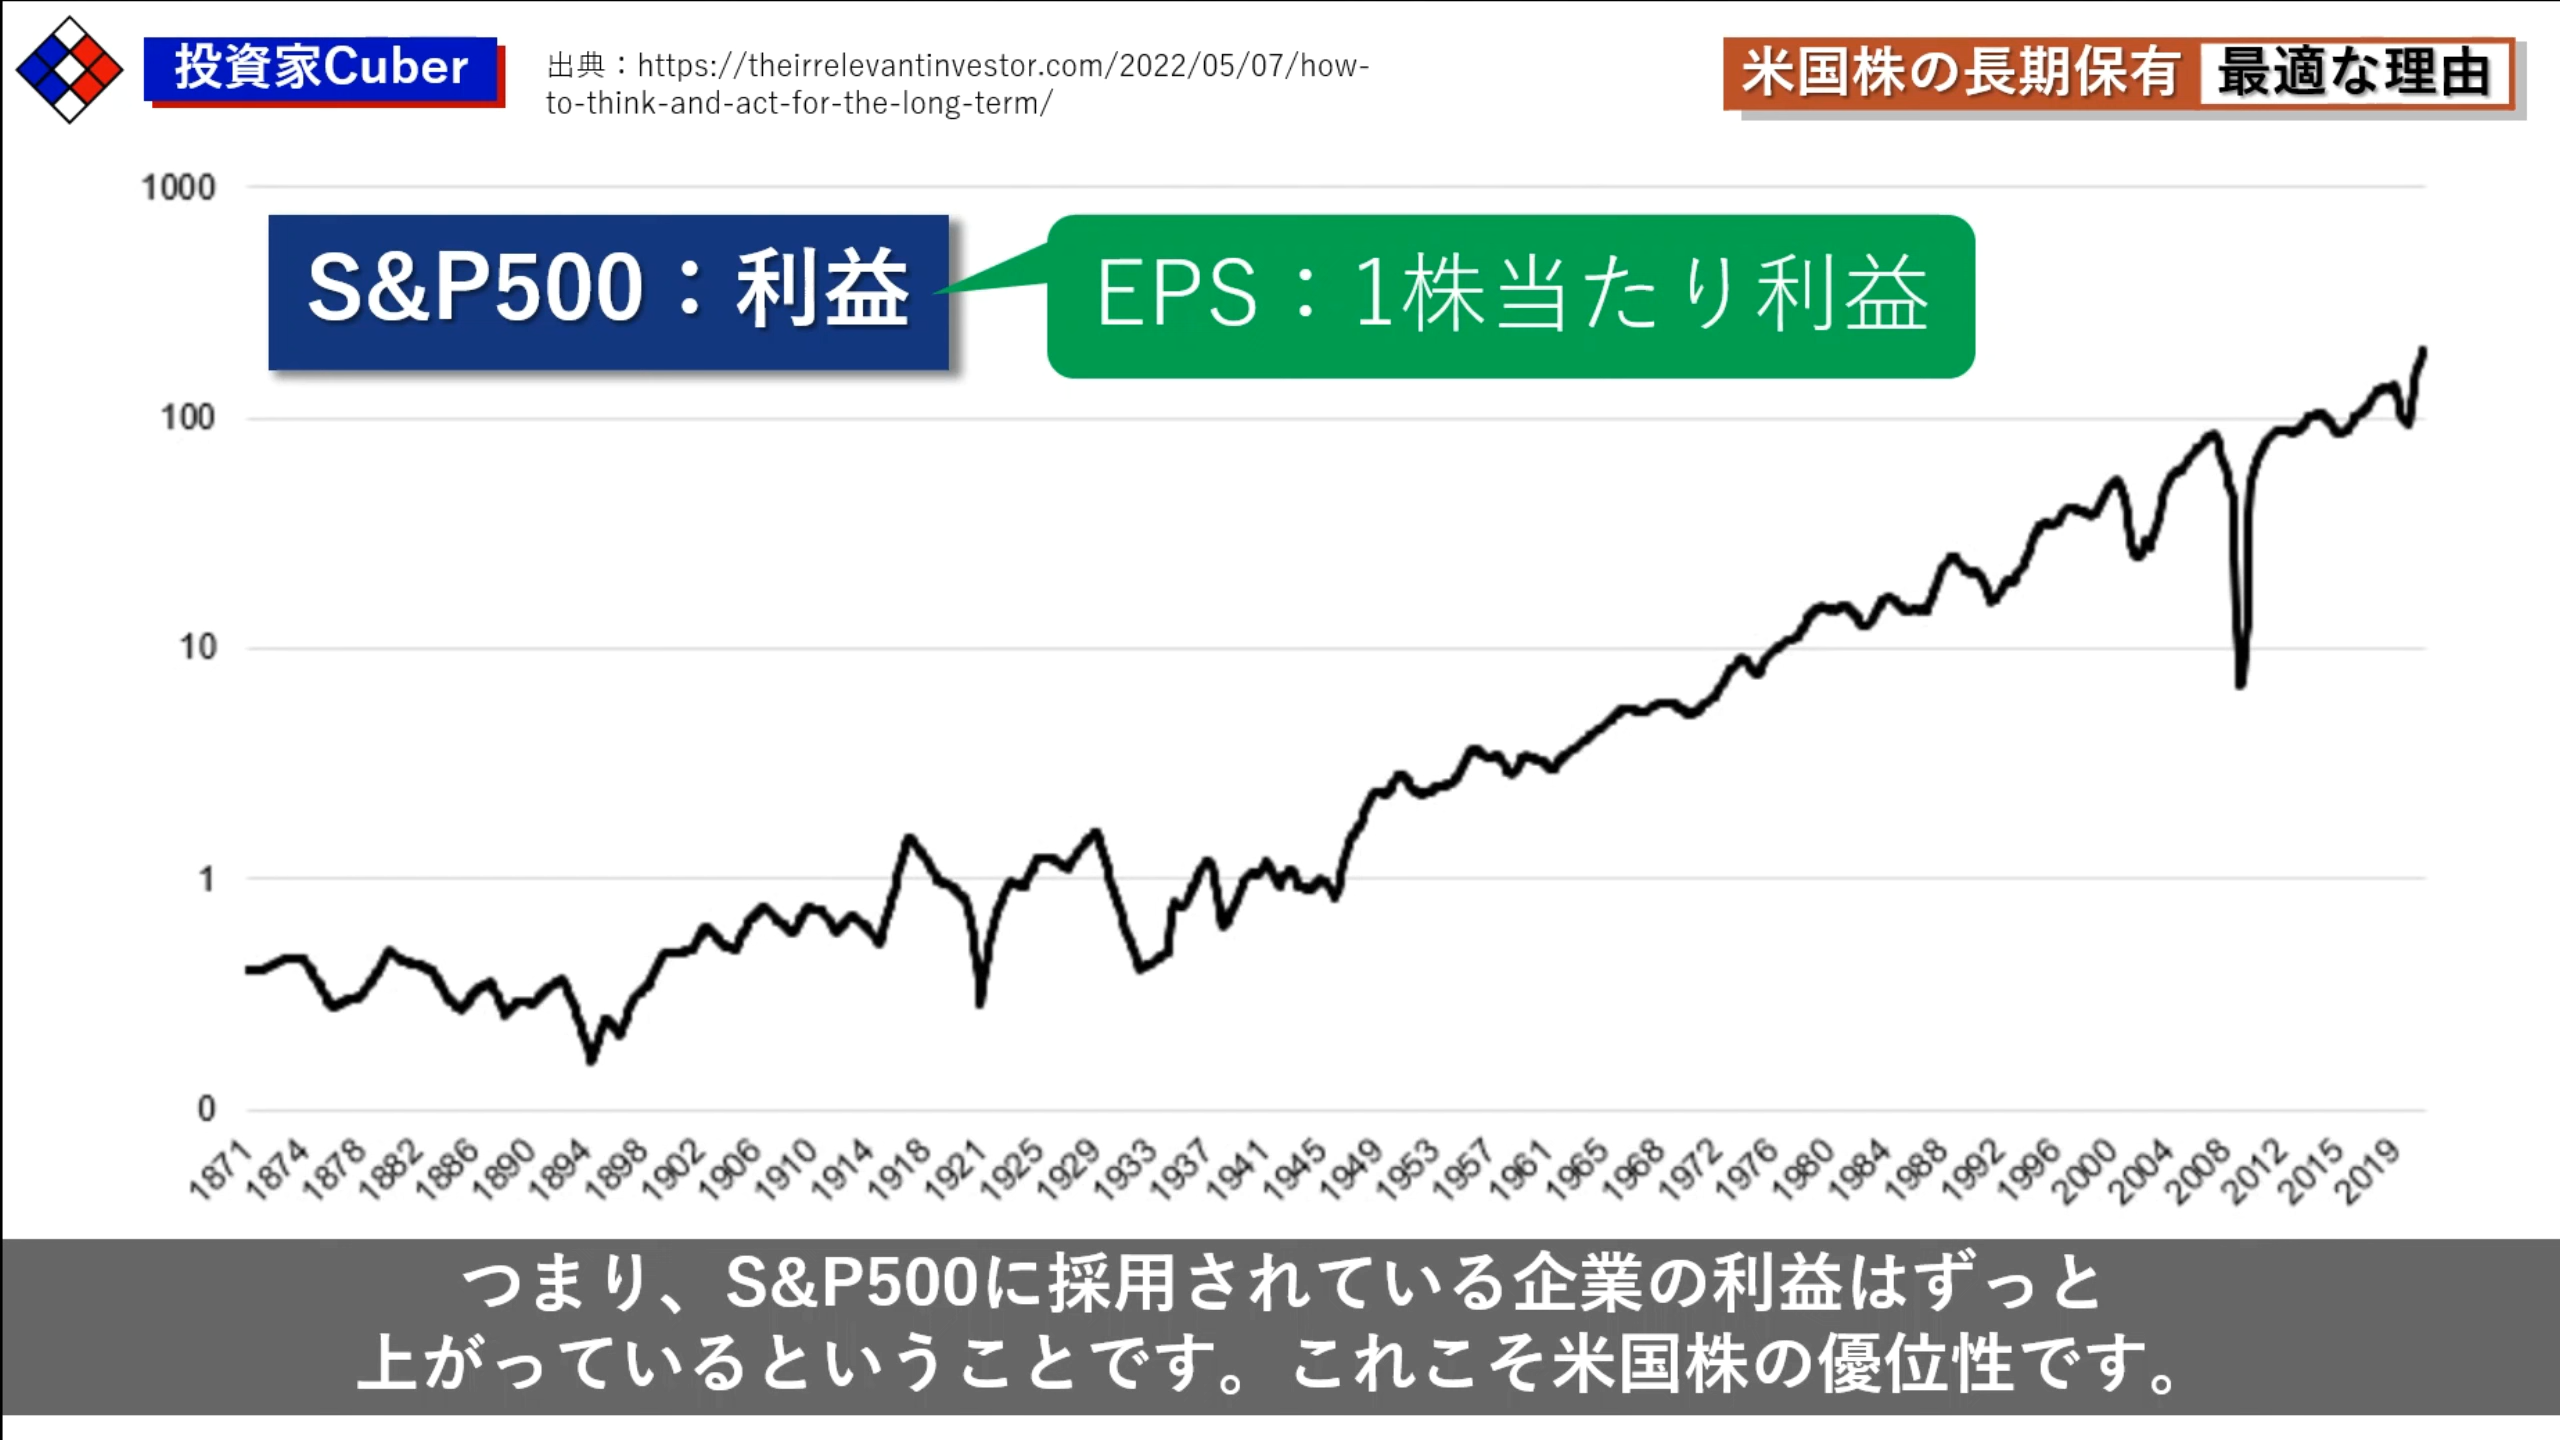 投資家Cuber
出典：https://theirrelevantinvestor.com/2022/05/07/how-
to-think-and-act-for-the-long-term/
米国株の長期保有 最適な理由
S&P500：利益
EPS：1株当たり利益
1000
100
10
1
0
1871 1874 1878 1882 1886 1890 1894 1898 1902 1906 1910 1914 1918 1921 1925 1929 1933 1937 1941 1945 1949 1953 1957 1961 1965 1968 1972 1976 1980 1984 1988 1992 1996 2000 2004 2008 2012 2015 2019
つまり、S&P500に採用されている企業の利益はずっと
上がっているということです。これこそ米国株の優位性です。